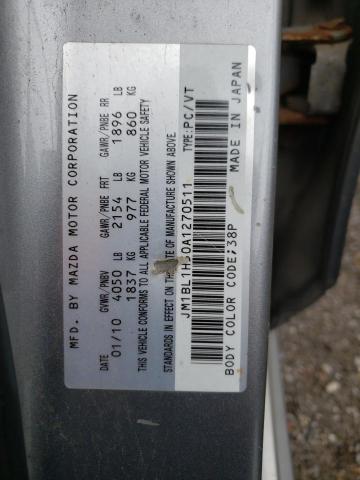 MFD. BY MAZDA MOTOR CORPORATION
DATE GVWR/PNBV GAWR/PNBE FRT GAWR/PNBE RR
01/10 4050 LB 2154 LB 1896 LB
1837 KG 977 KG 860 KG
THIS VEHICLE CONFORMS TO ALL APPLICABLE FEDERAL MOTOR VEHICLE SAFETY
STANDARDS IN EFFECT ON THE DATE OF MANUFACTURE SHOWN ABOVE.
JM1BL1H50A1270511 TYPE:PC/VT
BODY COLOR CODE;38P MADE IN JAPAN